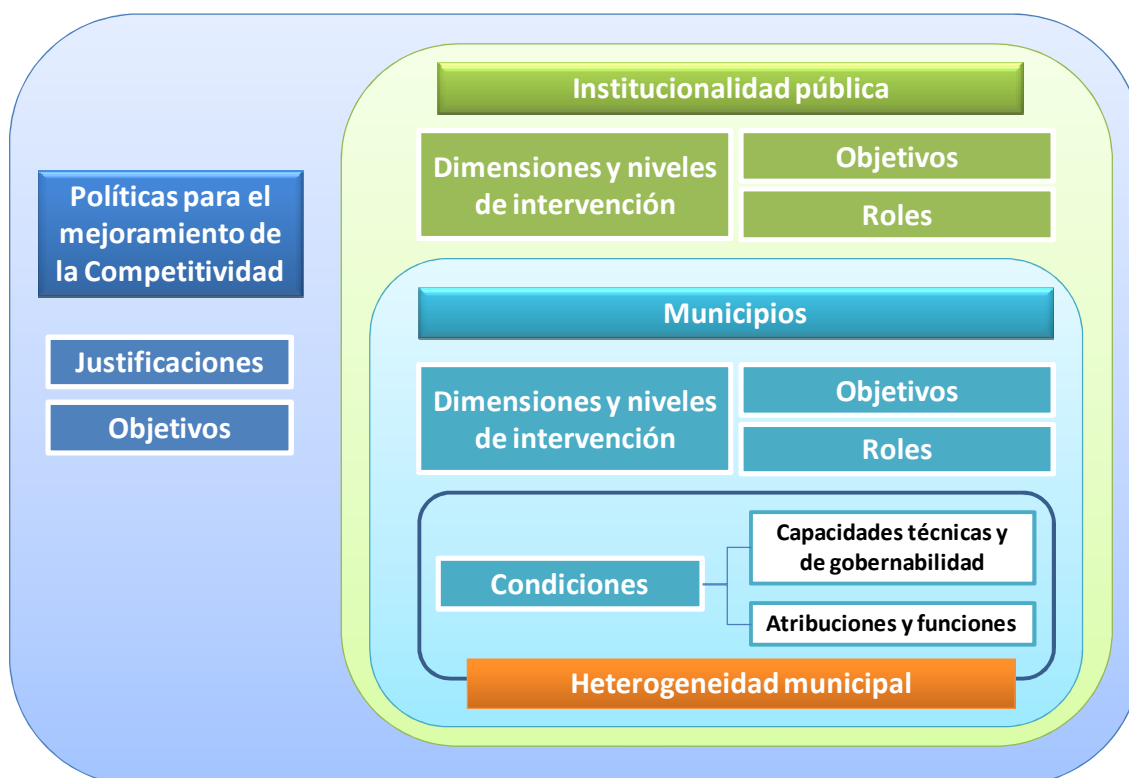 Políticas para el
mejoramiento de
la Competitividad
Justificaciones
Objetivos
Institucionalidad pública
Dimensiones y niveles
de intervención
Objetivos
Roles
Municipios
Dimensiones y niveles
de intervención
Objetivos
Roles
Condiciones
Capacidades técnicas y
de gobernabilidad
Atribuciones y funciones
Heterogeneidad municipal